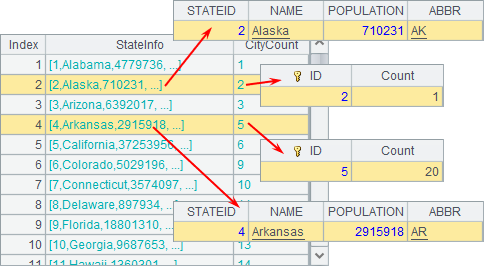 STATEID NAME POPULATION ABBR
2 Alaska 710231 AK
Index StateInfo CityCount
1 [1,Alabama,4779736, ...] 1
2 [2,Alaska,710231, ...] 2
ID Count
2 1
3 [3,Arizona,6392017, ...] 3
4 [4,Arkansas,2915918, ...] 5
5 [5,California,37253956, ...] 6
ID Count
5 20
6 [6,Colorado,5029196, ...] 9
7 [7,Connecticut,3574097, ...] 10
8 [8,Delaware,897934, ...]
STATEID NAME POPULATION ABBR
4 Arkansas 2915918 AR
9 [9,Florida,18801310, ...]
10 [10,Georgia,9687653, ...]
11 [11,Hawaii,1360301, ...]